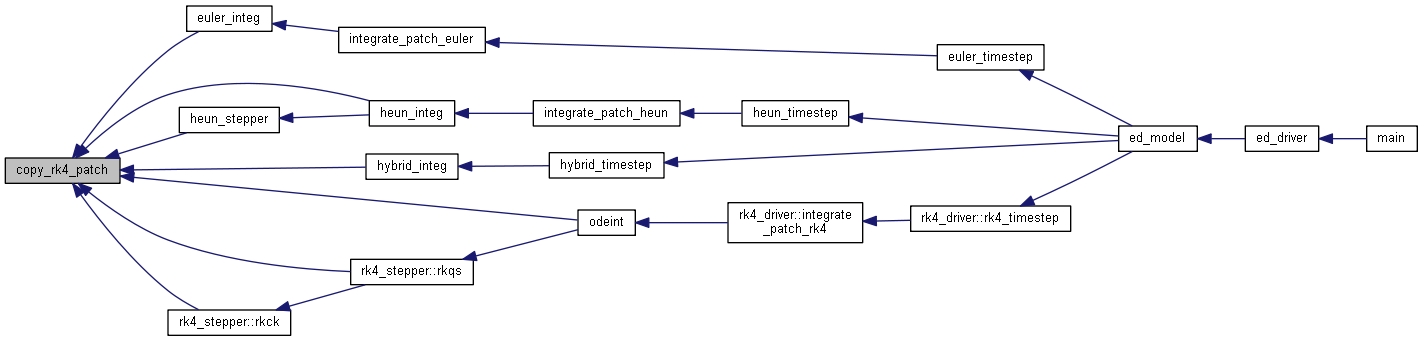 euler_integ
integrate_patch_euler
euler_timestep
heun_stepper
heun_integ
integrate_patch_heun
heun_timestep
ed_model
ed_driver
main
copy_rk4_patch
hybrid_integ
hybrid_timestep
odeint
rk4_driver::integrate
_patch_rk4
rk4_driver::rk4_timestep
rk4_stepper::rkqs
rk4_stepper::rkck